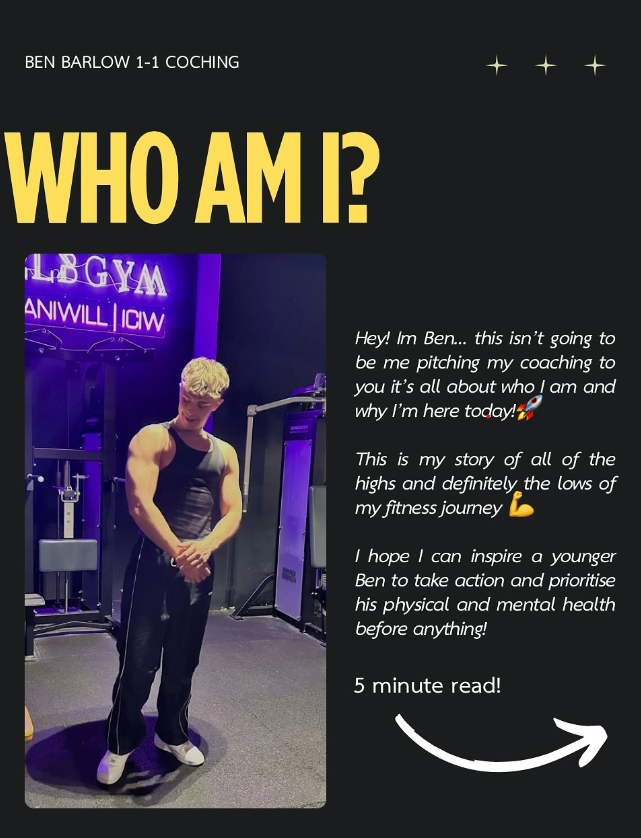 BEN BARLOW 1-1 COCHING
WHO AM I?
LBGYM
ANIWILL | ICIW
Hey! Im Ben... this isn't going to
be me pitching my coaching to
you it's all about who I am and
why I'm here today!🚀
This is my story of all of the
highs and definitely the lows of
my fitness journey 💪
I hope I can inspire a younger
Ben to take action and prioritise
his physical and mental health
before anything!
5 minute read!